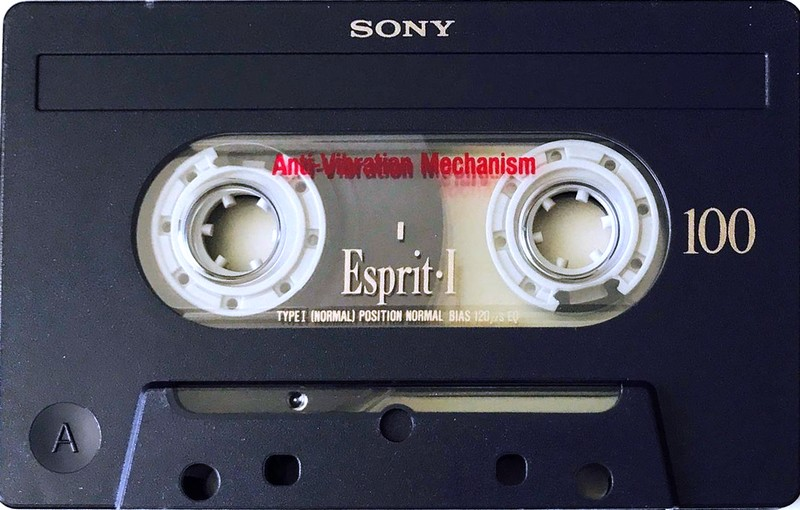 SONY
Anti-Vibration Mechanism
100
Esprit·I
TYPE I (NORMAL) POSITION NORMAL BIAS 120μs EQ
A